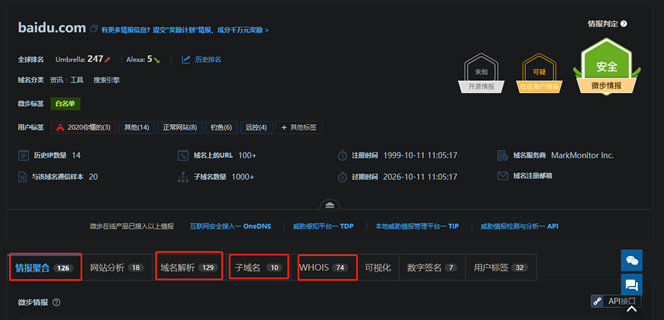 baidu.com 有更多情报信息？提交“奖励计划”情报，瓜分千万元奖励 >
情报判定
全球排名 Umbrella: 247 Alexa: 5 历史排名
域名分类 资讯 工具 搜索引擎
微步标签 白名单
未知 可疑 安全
开源情报 社区用户情报 微步情报
用户标签 2020你懂的(3) 其他(14) 正常网站(8) 钓鱼(6) 远控(4) + 其他标签
历史IP数量 14 域名上的URL 100+ 注册时间 1999-10-11 11:05:17 域名服务商 MarkMonitor Inc.
与该域名通信样本 20 子域名数量 1000+ 过期时间 2026-10-11 11:05:17 域名注册邮箱
微步在线产品已接入以上情报 互联网安全接入— OneDNS 威胁感知平台— TDP 本地威胁情报管理平台— TIP 威胁情报检测与分析— API
情报聚合 126 网站分析 18 域名解析 129 子域名 10 WHOIS 74 可视化 数字签名 7 用户标签 32
微步情报
API接口